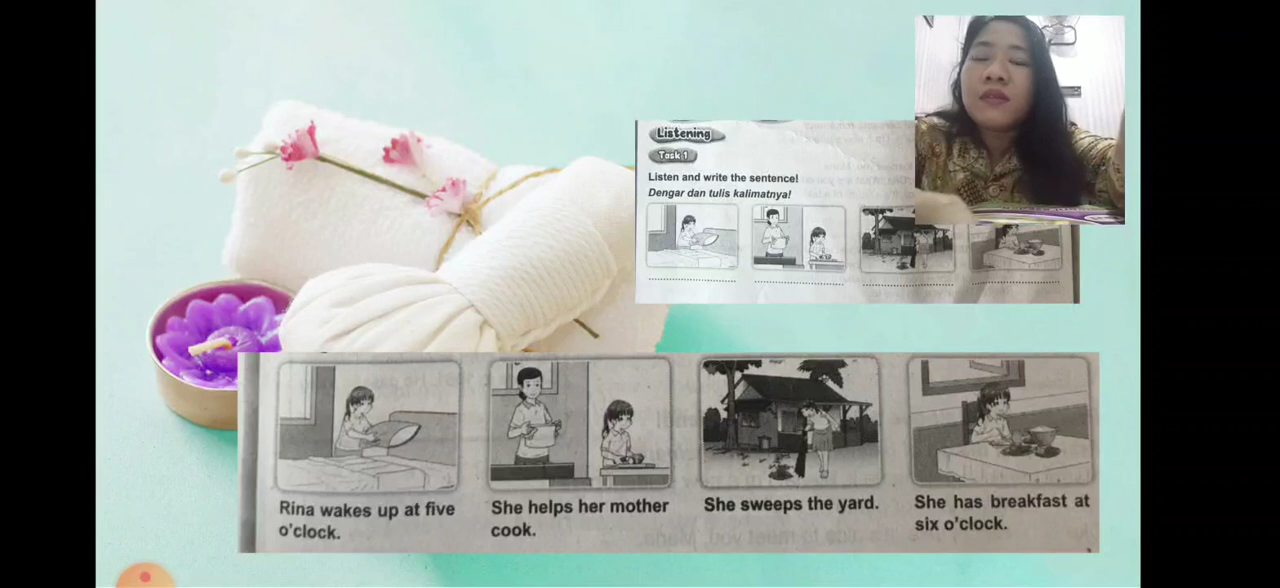 Listening
Task 1
Listen and write the sentence!
Dengar dan tulis kalimatnya!
Rina wakes up at five
o'clock.
She helps her mother
cook.
She sweeps the yard.
She has breakfast at
six o'clock.